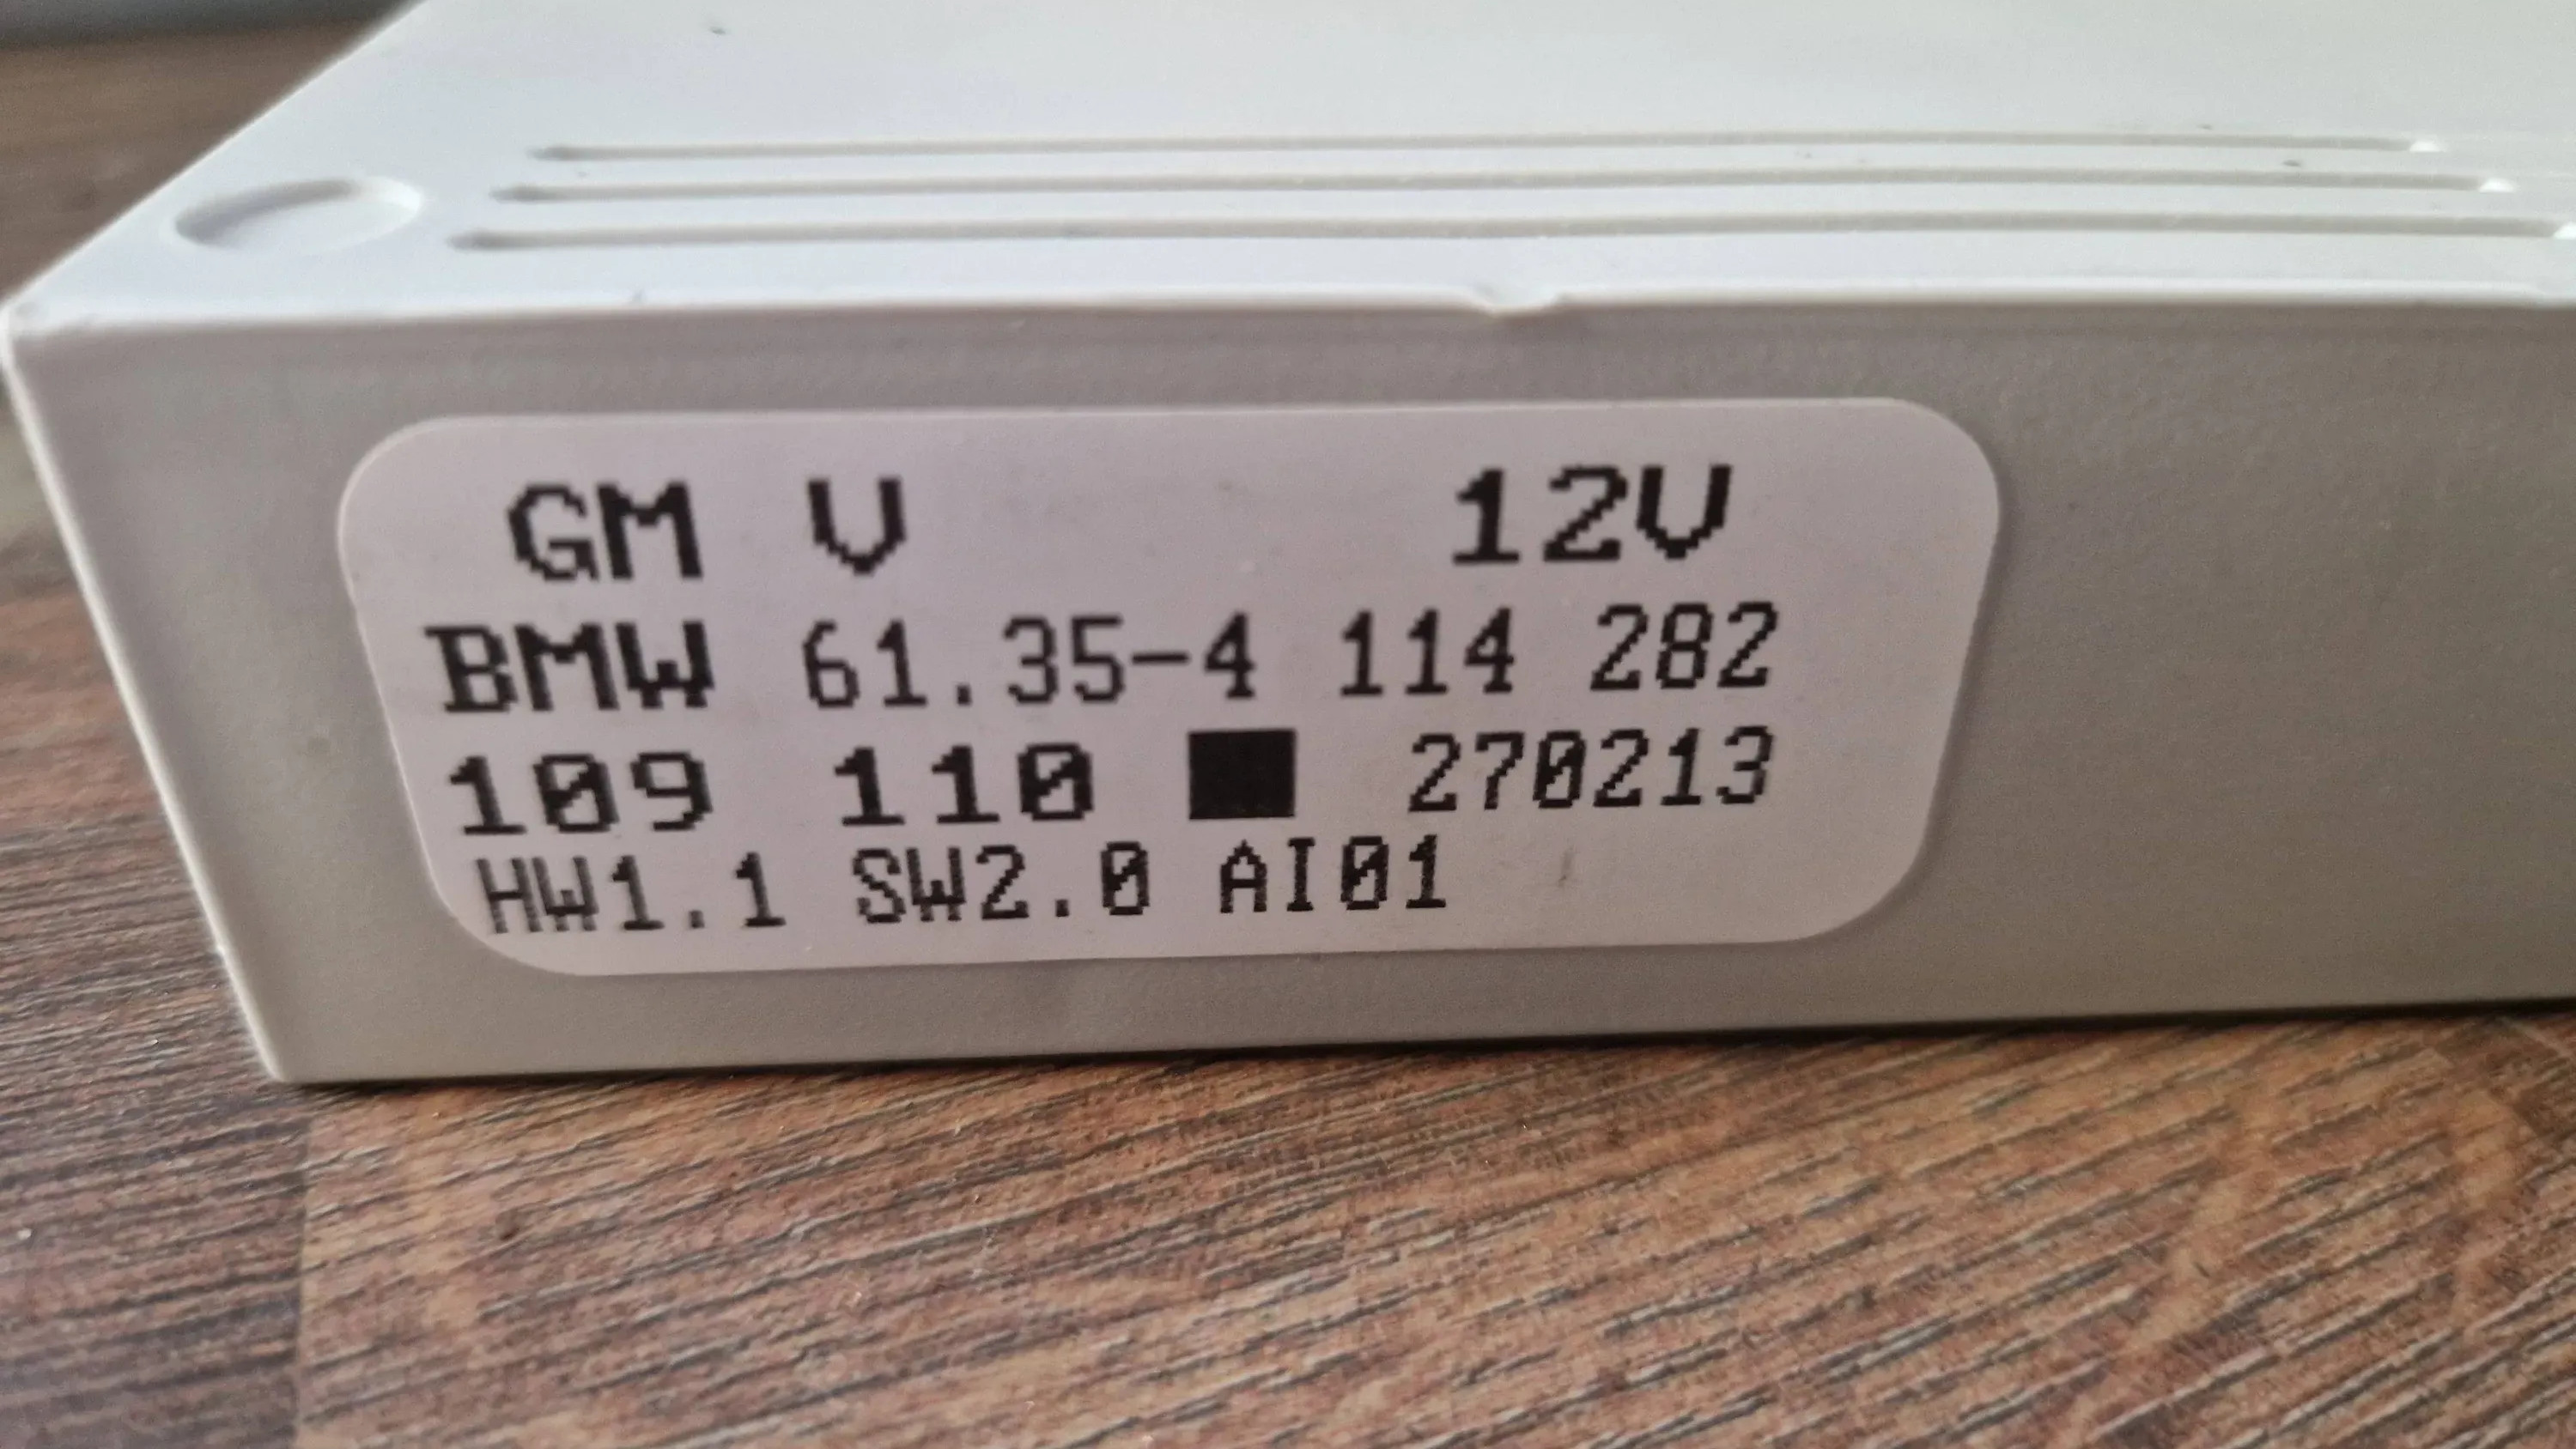 GM V 12V
BMW 61.35-4 114 282
109 110 ■ 270213
HW1.1 SW2.0 AI01